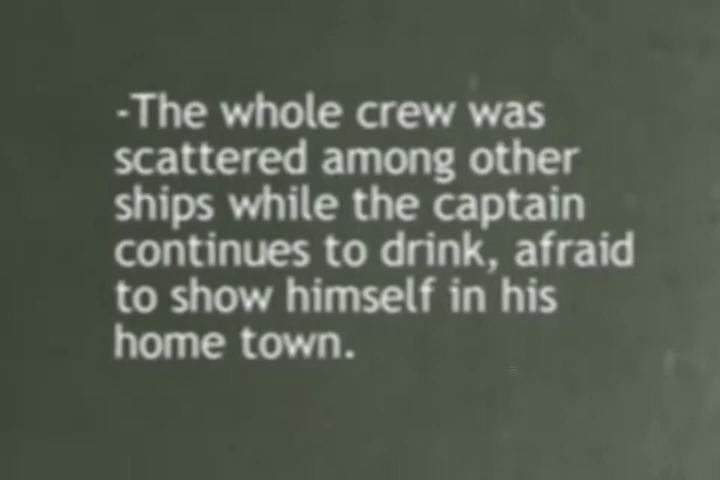 -The whole crew was
scattered among other
ships while the captain
continues to drink, afraid
to show himself in his
home town.